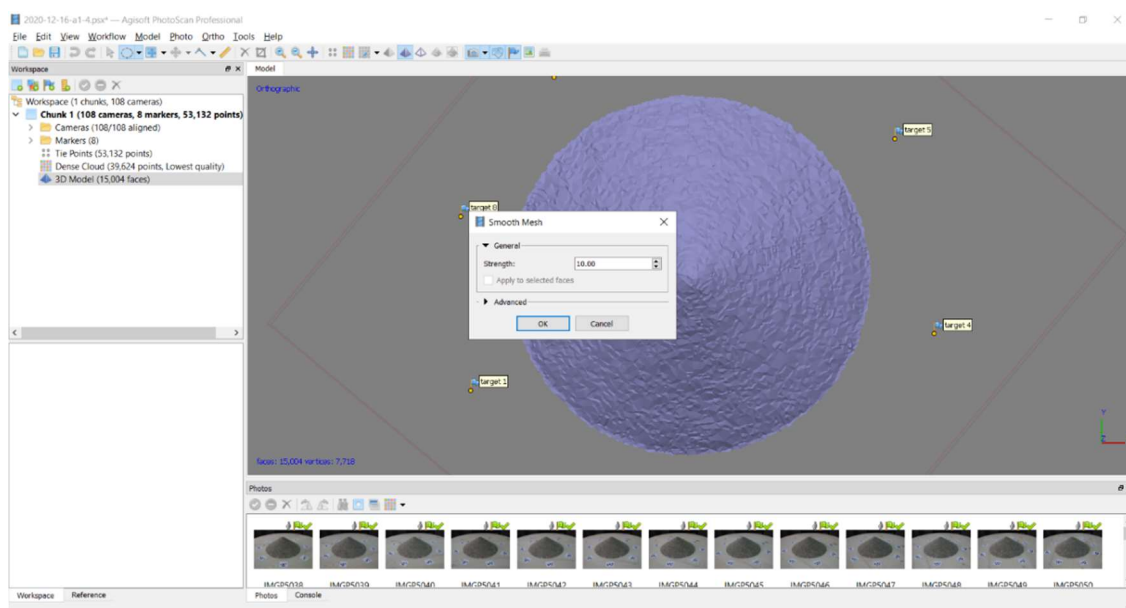 2020-12-16-a1-4.psx* — Agisoft PhotoScan Professional
File Edit View Workflow Model Photo Ortho Tools Help
Workspace
Model
Workspace (1 chunks, 108 cameras)
Chunk 1 (108 cameras, 8 markers, 53,132 points)
Cameras (108/108 aligned)
Markers (8)
Tie Points (53,132 points)
Dense Cloud (39,624 points, Lowest quality)
3D Model (15,004 faces)
Orthographic
target 5
target 8
Smooth Mesh
General
Strength: 10.00
Apply to selected faces
Advanced
OK Cancel
target 4
target 1
Y
faces: 15,004 vertices: 7,718
Photos
IMGP5038 IMGP5039 IMGP5040 IMGP5041 IMGP5042 IMGP5043 IMGP5044 IMGP5045 IMGP5046 IMGP5047 IMGP5048 IMGP5049 IMGP5050
Workspace Reference
Photos Console